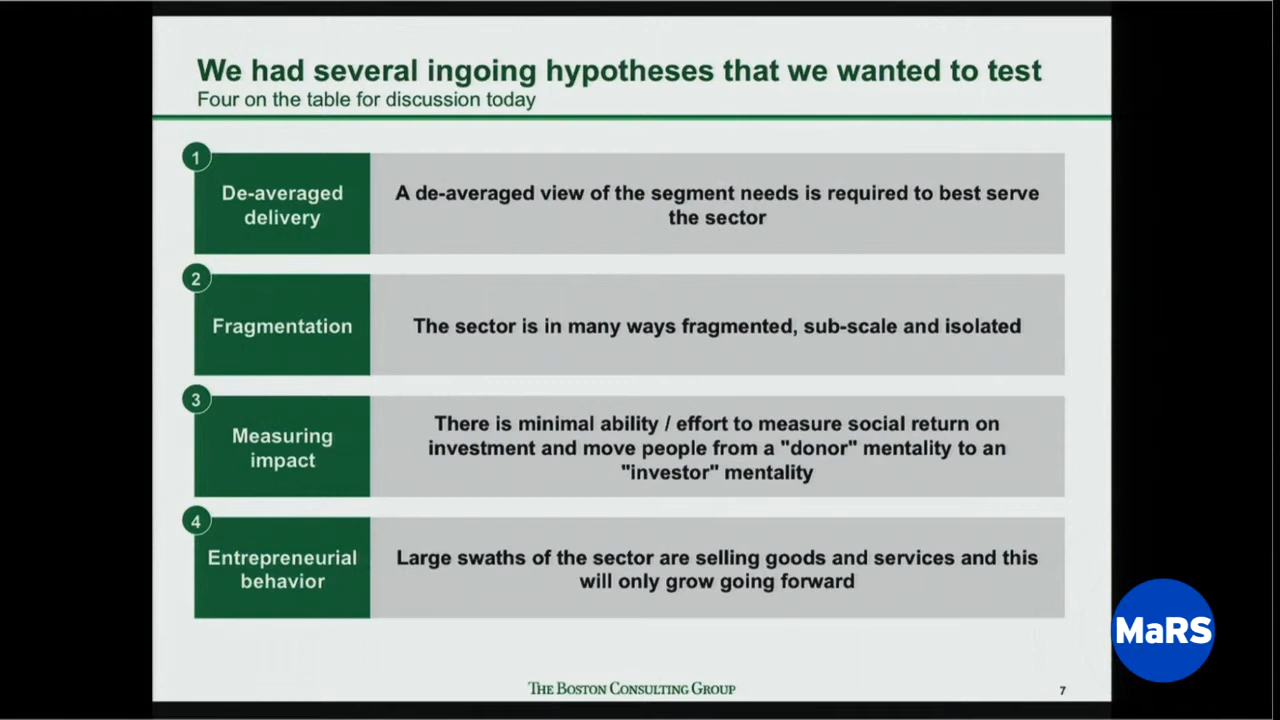 We had several ingoing hypotheses that we wanted to test
Four on the table for discussion today
1
De-averaged
delivery
A de-averaged view of the segment needs is required to best serve
the sector
2
Fragmentation
The sector is in many ways fragmented, sub-scale and isolated
3
Measuring
impact
There is minimal ability / effort to measure social return on
investment and move people from a "donor" mentality to an
"investor" mentality
4
Entrepreneurial
behavior
Large swaths of the sector are selling goods and services and this
will only grow going forward
MaRS
THE BOSTON CONSULTING GROUP
7